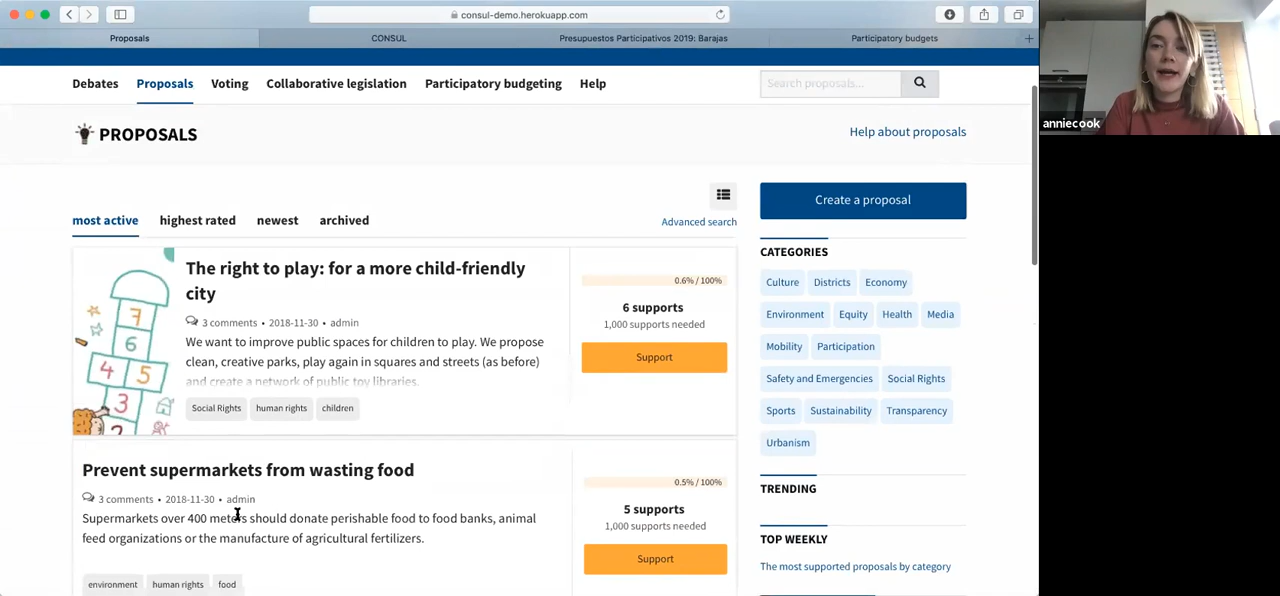 consul-demo.herokuapp.com
Proposals
CONSUL
Presupuestos Participativos 2019: Barajas
Participatory budgets
Debates
Proposals
Voting
Collaborative legislation
Participatory budgeting
Help
Search proposals...
PROPOSALS
Help about proposals
most active
highest rated
newest
archived
Advanced search
Create a proposal
The right to play: for a more child-friendly
city
3 comments • 2018-11-30 • admin
We want to improve public spaces for children to play. We propose
clean, creative parks, play again in squares and streets (as before)
and create a network of public toy libraries.
Social Rights
human rights
children
7
6
4 5
3
2
0.6% / 100%
6 supports
1,000 supports needed
Support
Prevent supermarkets from wasting food
3 comments • 2018-11-30 • admin
Supermarkets over 400 meters should donate perishable food to food banks, animal
feed organizations or the manufacture of agricultural fertilizers.
environment
human rights
food
0.5% / 100%
5 supports
1,000 supports needed
Support
CATEGORIES
Culture
Districts
Economy
Environment
Equity
Health
Media
Mobility
Participation
Safety and Emergencies
Social Rights
Sports
Sustainability
Transparency
Urbanism
TRENDING
TOP WEEKLY
The most supported proposals by category
anniecook